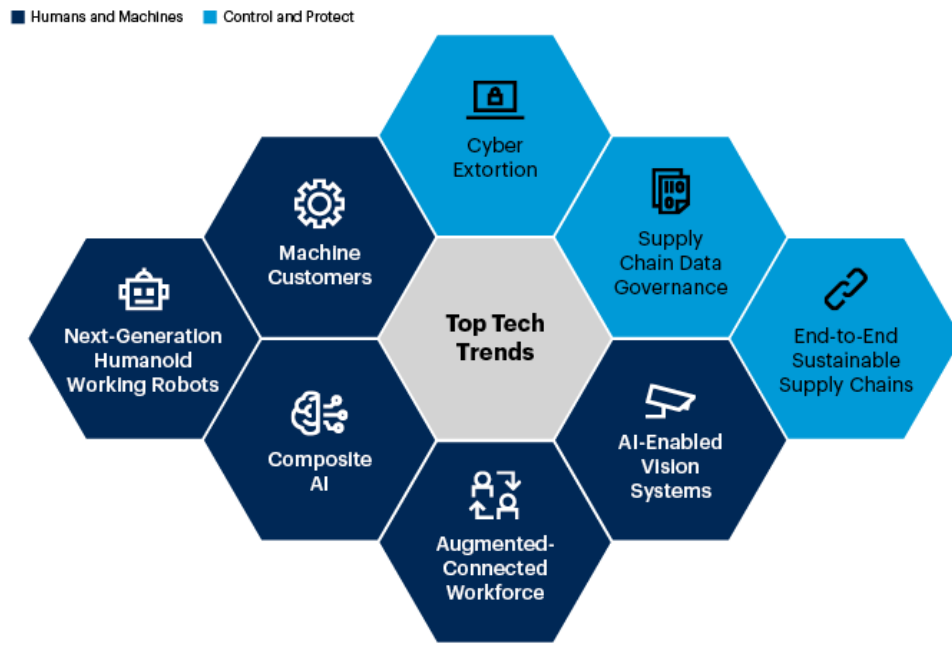 Humans and Machines
Control and Protect
Cyber
Extortion
Machine
Customers
Supply
Chain Data
Governance
Next-Generation
Humanoid
Working Robots
Top Tech
Trends
End-to-End
Sustainable
Supply Chains
Composite
AI
AI-Enabled
Vision
Systems
Augmented-
Connected
Workforce